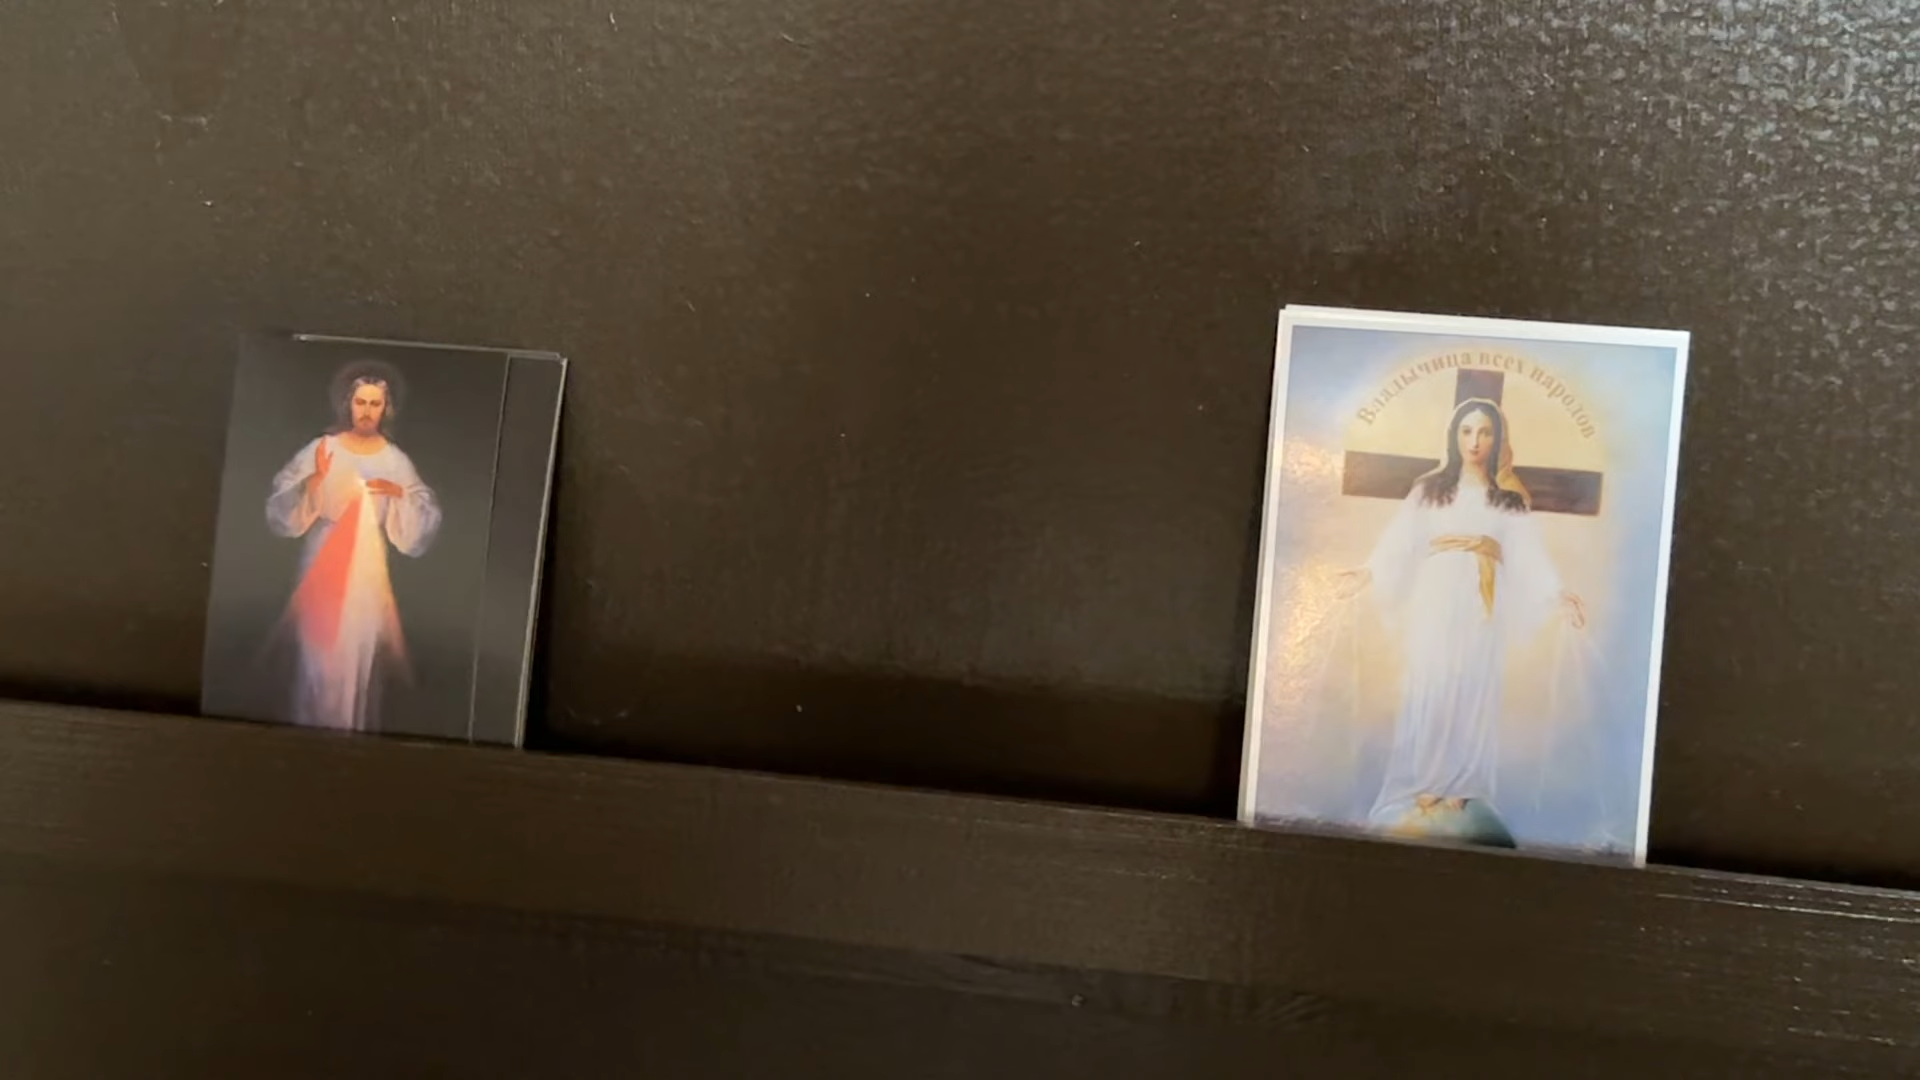 Владычица всех народов